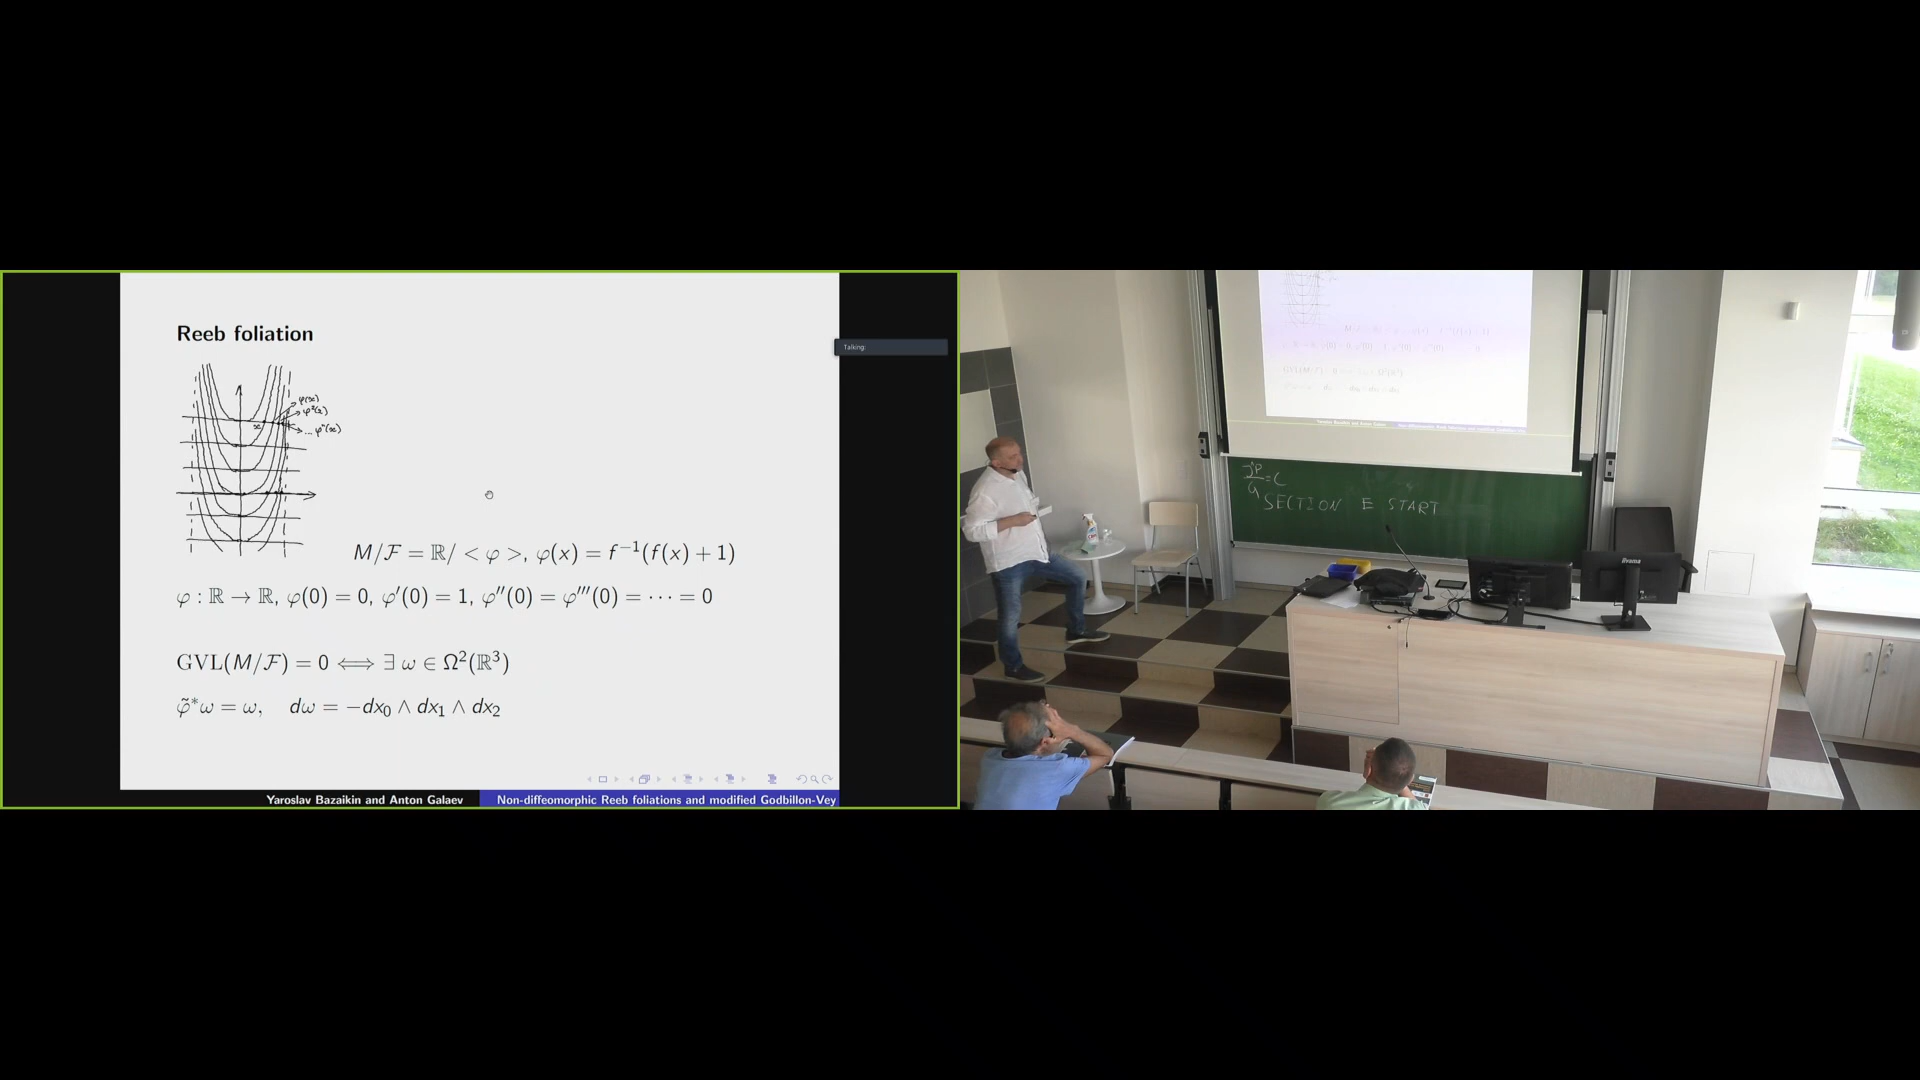 Reeb foliation
φ(x)
φ²(x)
x
... φⁿ(x)
M/ℱ = ℝ/ < φ >, φ(x) = f⁻¹(f(x) + 1)
φ : ℝ → ℝ, φ(0) = 0, φ′(0) = 1, φ″(0) = φ‴(0) = ⋯ = 0
GVL(M/ℱ) = 0 ⟺ ∃ ω ∈ Ω²(ℝ³)
φ̃*ω = ω, dω = −dx₀ ∧ dx₁ ∧ dx₂
Yaroslav Bazaikin and Anton Galaev
Non-diffeomorphic Reeb foliations and modified Godbillon-Vey
Talking:
SECTION E START
iiyama